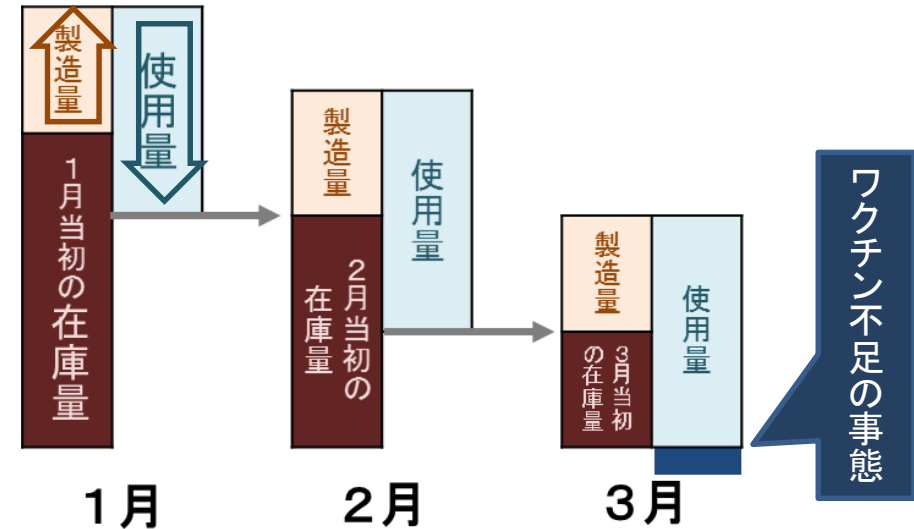 製造量
使用量
1月当初の在庫量
製造量
使用量
2月当初の
在庫量
製造量
使用量
3月当初
の在庫量
ワクチン不足の事態
1月
2月
3月